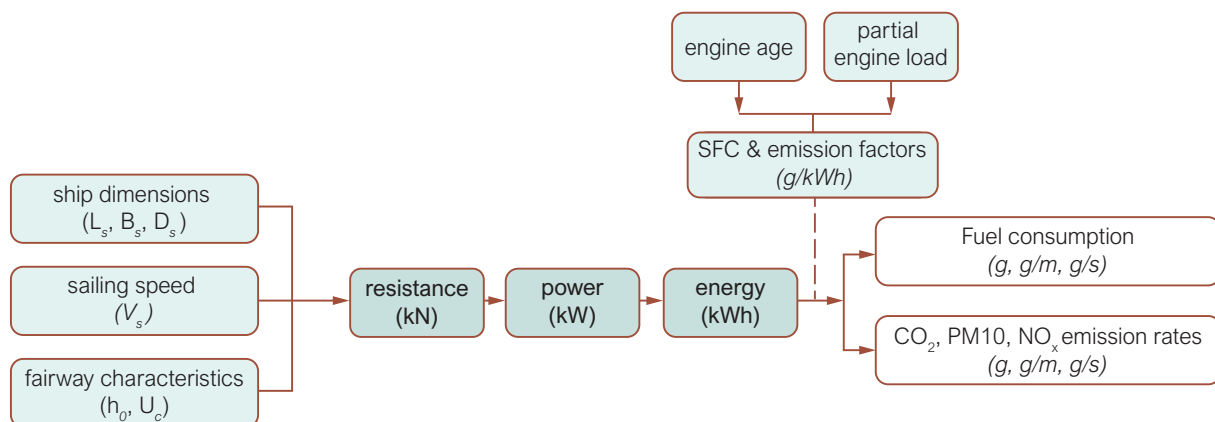 engine age
partial
engine load
SFC & emission factors
(g/kWh)
ship dimensions
(Lₛ, Bₛ, Dₛ)
sailing speed
(Vₛ)
fairway characteristics
(h₀, U_c)
resistance
(kN)
power
(kW)
energy
(kWh)
Fuel consumption
(g, g/m, g/s)
CO₂, PM10, NOₓ emission rates
(g, g/m, g/s)